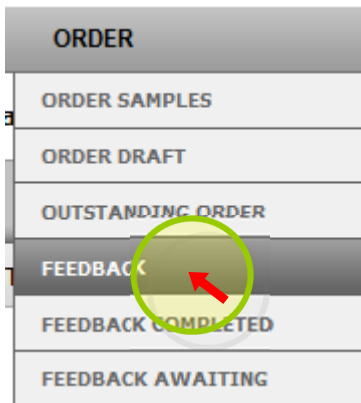 ORDER
ORDER SAMPLES
ORDER DRAFT
OUTSTANDING ORDER
FEEDBACK
FEEDBACK COMPLETED
FEEDBACK AWAITING